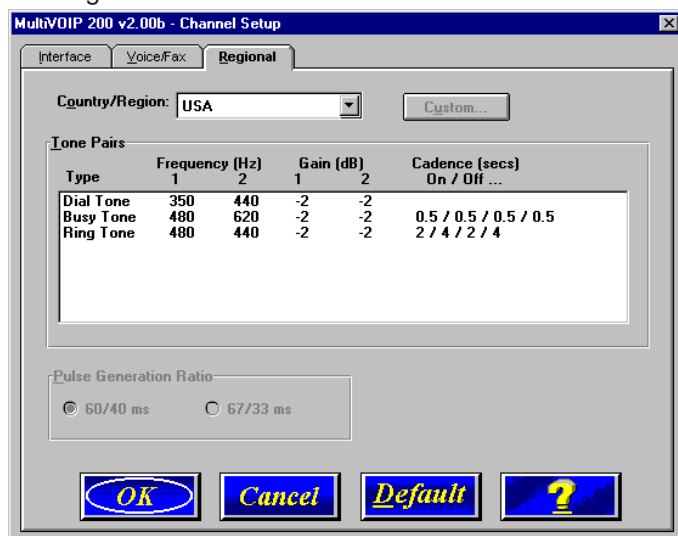 MultiVOIP 200 v2.00b - Channel Setup
Interface Voice/Fax Regional
Country/Region: USA Custom...
Tone Pairs
Frequency (Hz) Gain (dB) Cadence (secs)
Type 1 2 1 2 On / Off ...
Dial Tone 350 440 -2 -2
Busy Tone 480 620 -2 -2 0.5 / 0.5 / 0.5 / 0.5
Ring Tone 480 440 -2 -2 2 / 4 / 2 / 4
Pulse Generation Ratio
60/40 ms 67/33 ms
OK Cancel Default ?